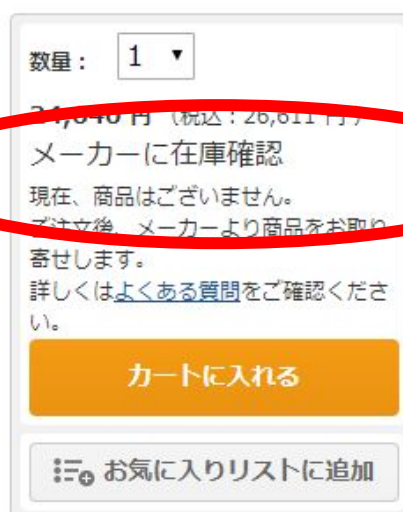 数量： 1 ▼
24,640 円 （税込：26,611 円）
メーカーに在庫確認
現在、商品はございません。
ご注文後、メーカーより商品をお取り
寄せします。
詳しくはよくある質問をご確認くださ
い。
カートに入れる
お気に入りリストに追加